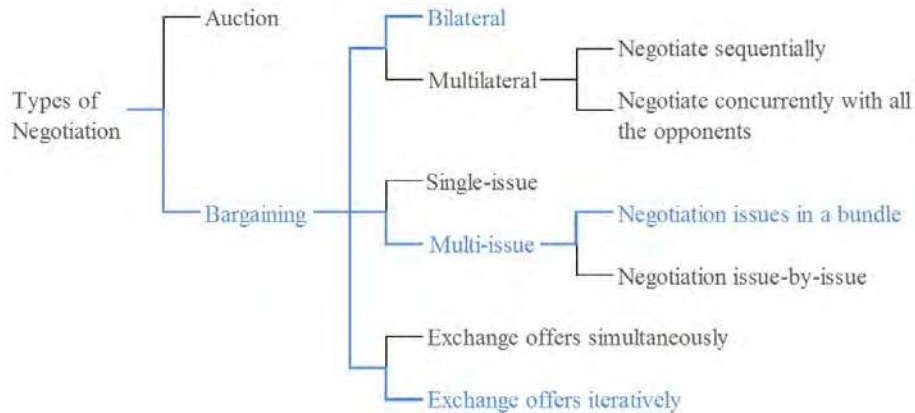 Auction
Bilateral
Negotiate sequentially
Multilateral
Types of
Negotiation
Negotiate concurrently with all
the opponents
Single-issue
Bargaining
Negotiation issues in a bundle
Multi-issue
Negotiation issue-by-issue
Exchange offers simultaneously
Exchange offers iteratively